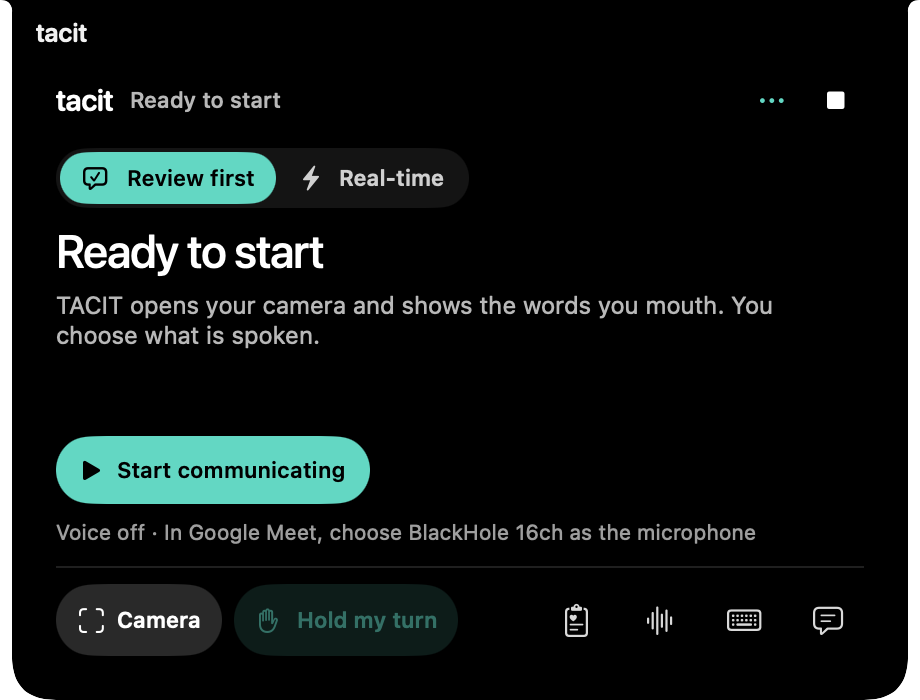 tacit
tacit Ready to start
Review first Real-time
Ready to start
TACIT opens your camera and shows the words you mouth. You
choose what is spoken.
Start communicating
Voice off · In Google Meet, choose BlackHole 16ch as the microphone
Camera Hold my turn